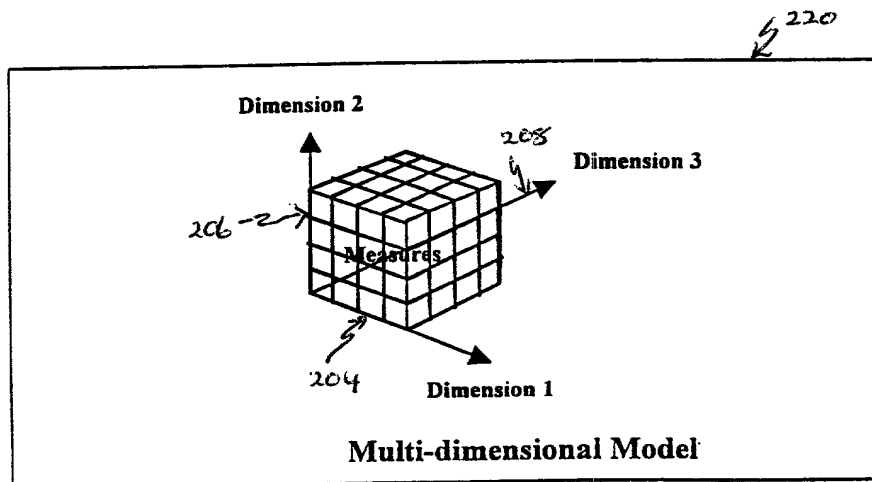 220
Dimension 2
208
Dimension 3
206
Measures
204
Dimension 1
Multi-dimensional Model